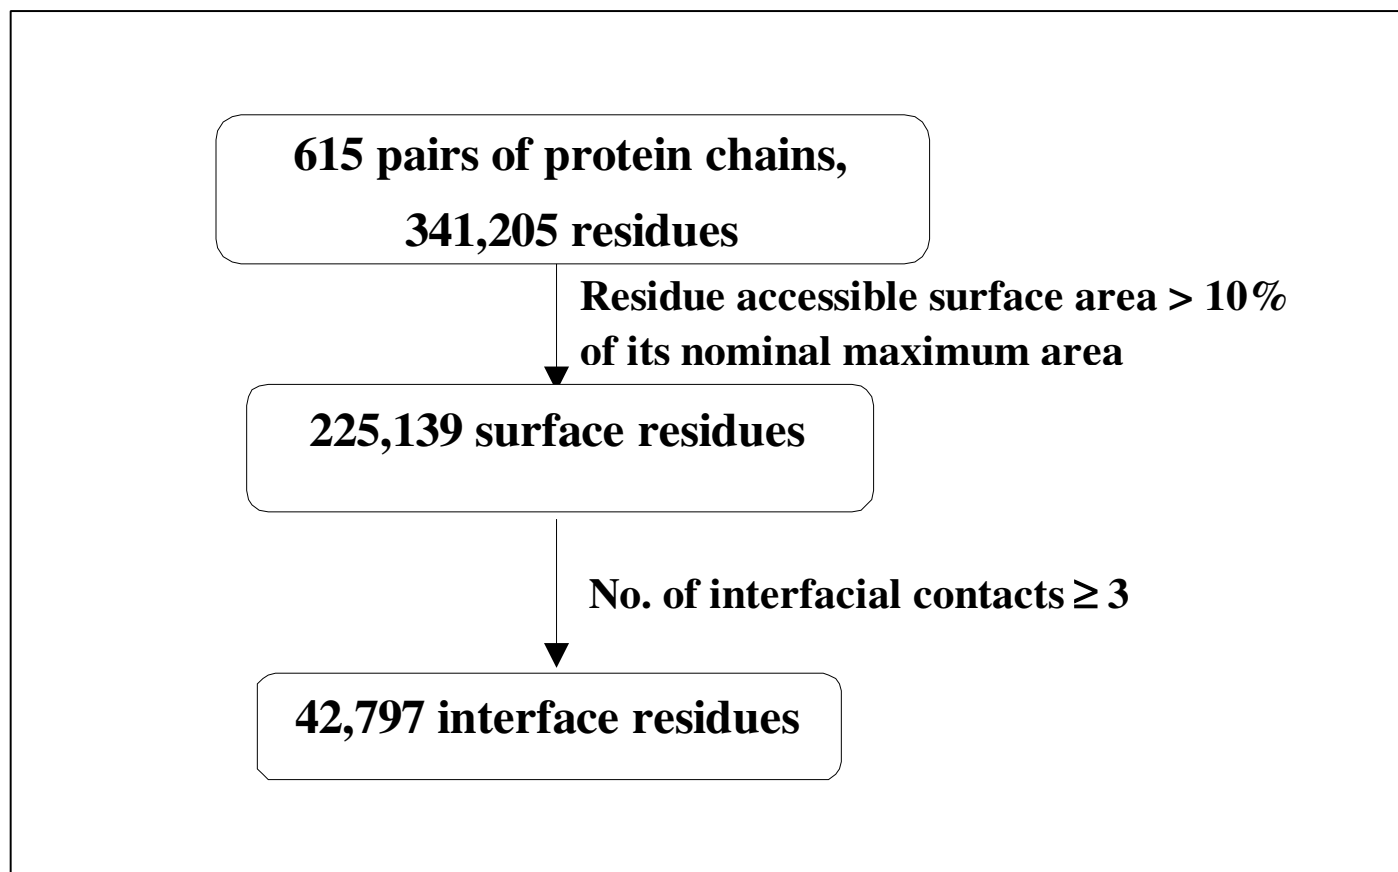 615 pairs of protein chains,
341,205 residues
Residue accessible surface area > 10%
of its nominal maximum area
225,139 surface residues
No. of interfacial contacts ≥ 3
42,797 interface residues